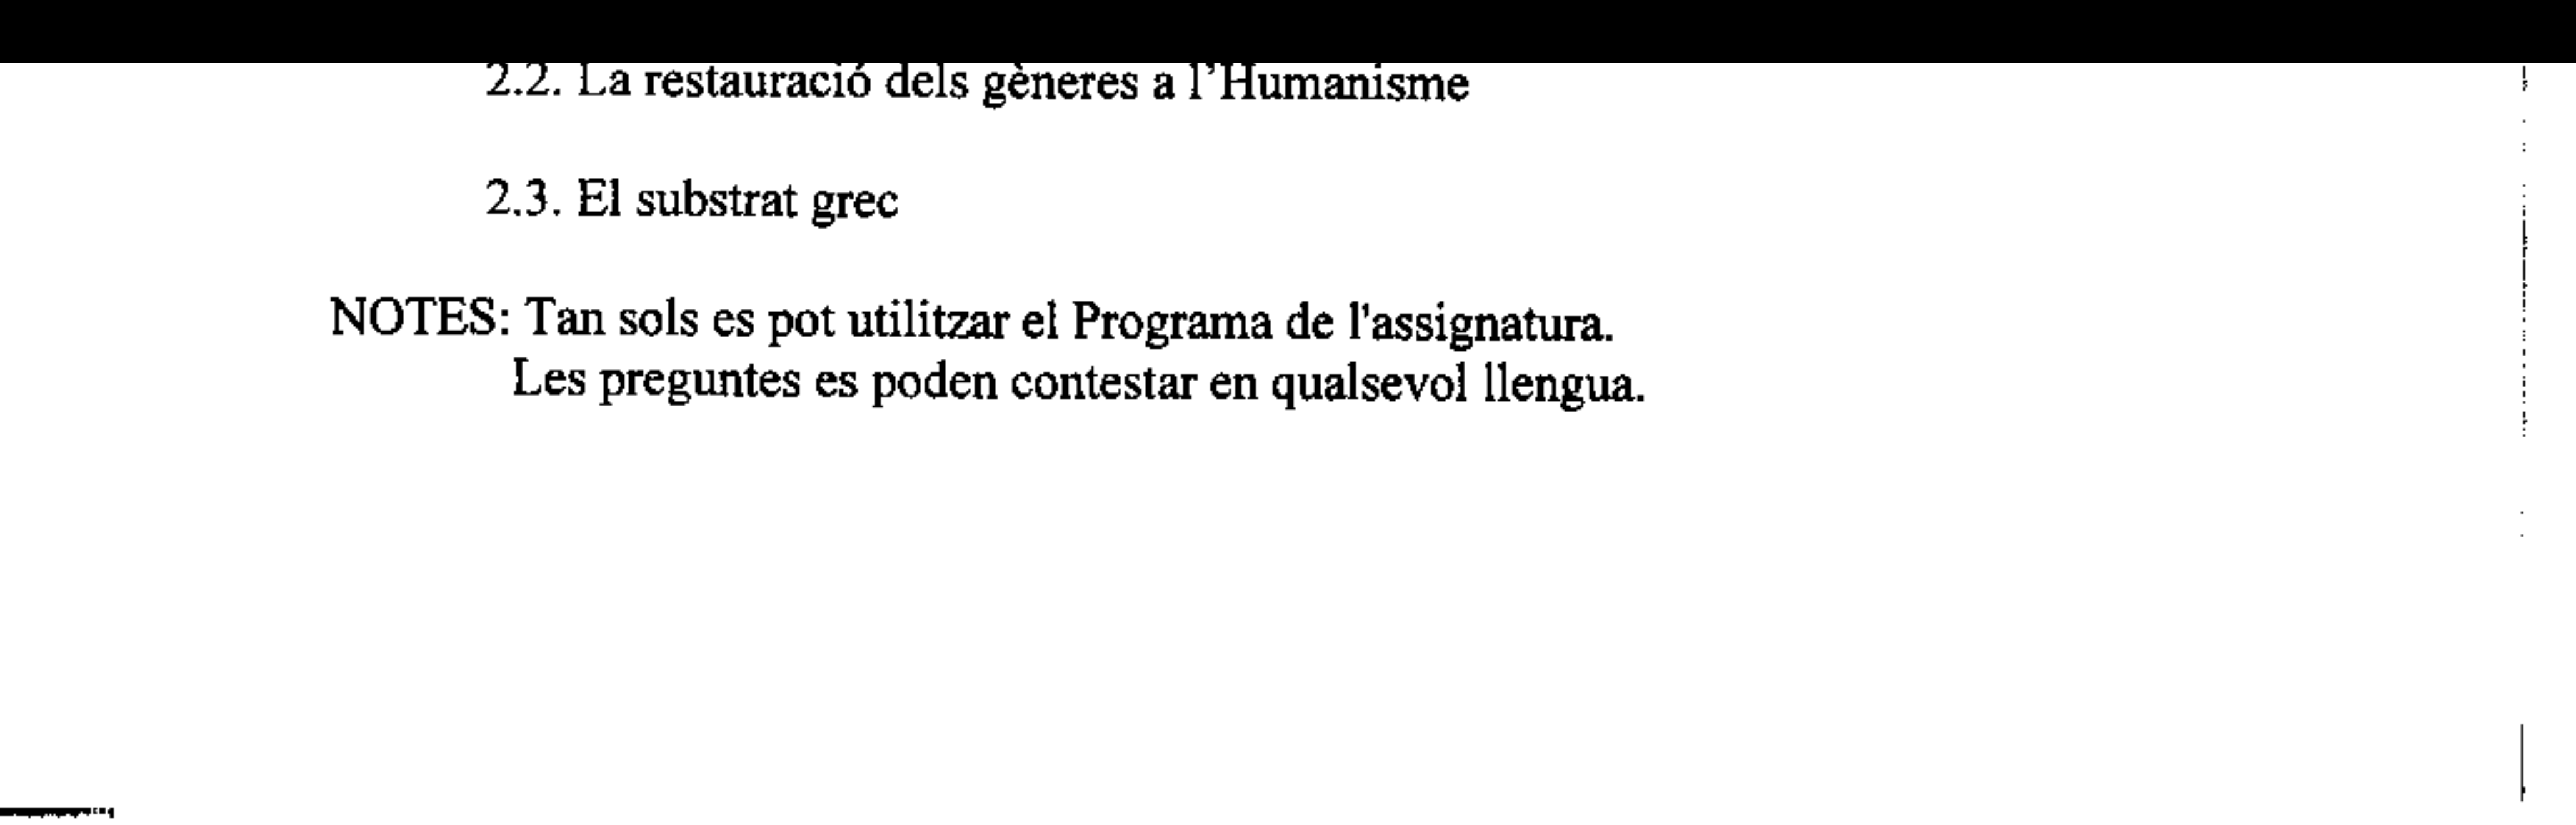 2.2. La restauració dels gèneres a l’Humanisme
2.3. El substrat grec
NOTES: Tan sols es pot utilitzar el Programa de l'assignatura.
Les preguntes es poden contestar en qualsevol llengua.